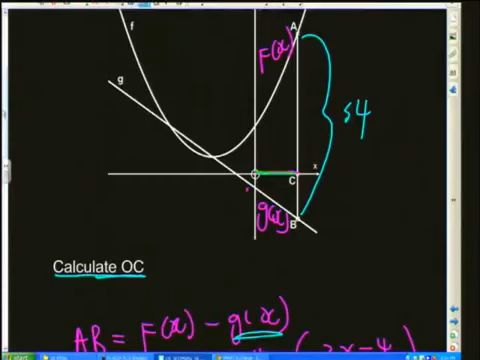 f
A
F(x)
g
54
x
C
g(x)
B
Calculate OC
AB = F(x) - g(x)